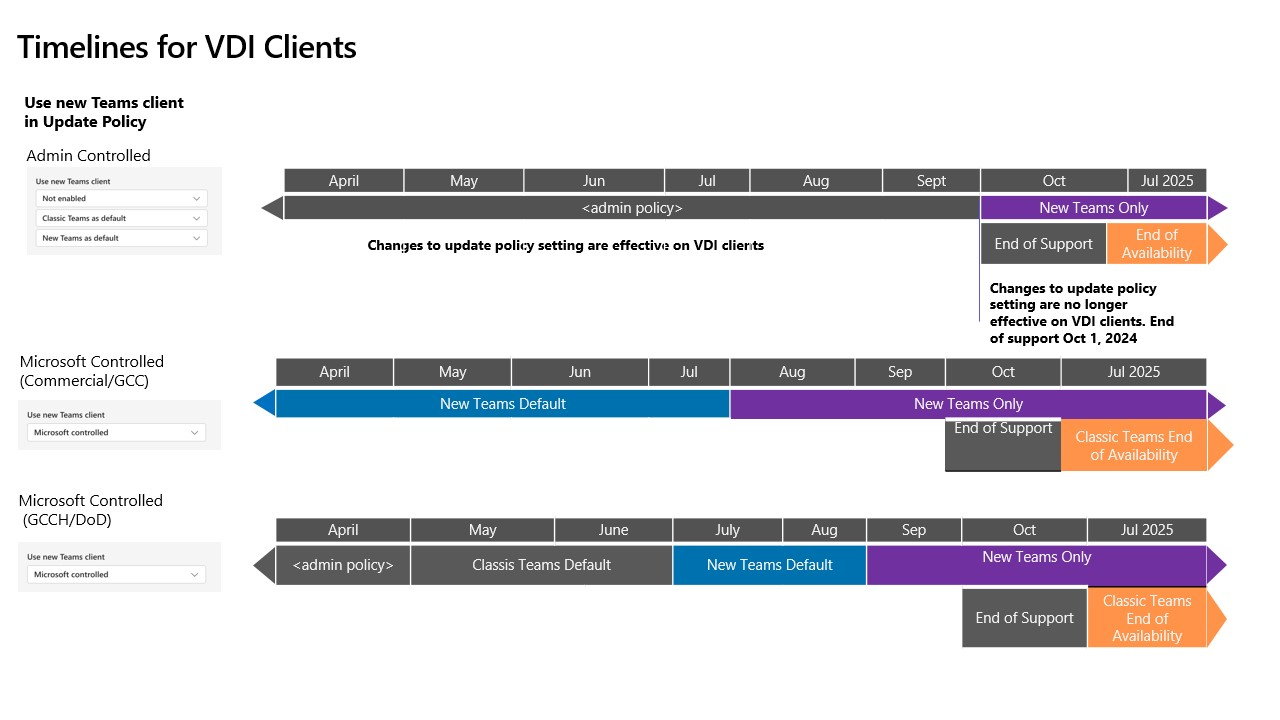 Timelines for VDI Clients
Use new Teams client
in Update Policy
Admin Controlled
Use new Teams client
Not enabled
Classic Teams as default
New Teams as default
April May Jun Jul Aug Sept Oct Jul 2025
<admin policy> New Teams Only
Changes to update policy setting are effective on VDI clients
End of Support
End of
Availability
Changes to update policy
setting are no longer
effective on VDI clients. End
of support Oct 1, 2024
Microsoft Controlled
(Commercial/GCC)
Use new Teams client
Microsoft controlled
April May Jun Jul Aug Sep Oct Jul 2025
New Teams Default New Teams Only
End of Support
Classic Teams End
of Availability
Microsoft Controlled
(GCCH/DoD)
Use new Teams client
Microsoft controlled
April May June July Aug Sep Oct Jul 2025
<admin policy> Classis Teams Default New Teams Default New Teams Only
End of Support
Classic Teams
End of
Availability